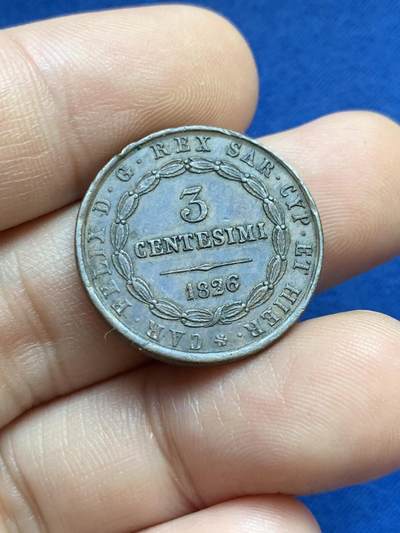 CAR · FELIX D · G · REX SAR · CYP · ET HIER ·
3
CENTESIMI
1826